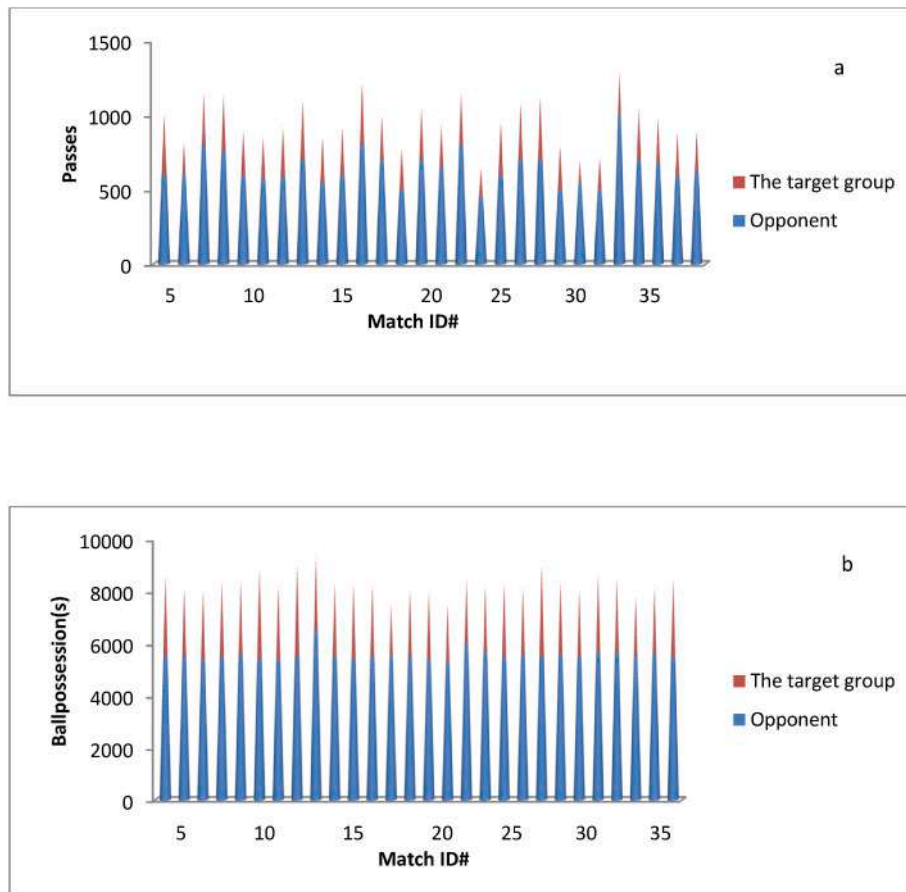 a
1500
1000
500
0
Passes
5 10 15 20 25 30 35
Match ID#
The target group
Opponent
b
10000
8000
6000
4000
2000
0
Ballpossession(s)
5 10 15 20 25 30 35
Match ID#
The target group
Opponent